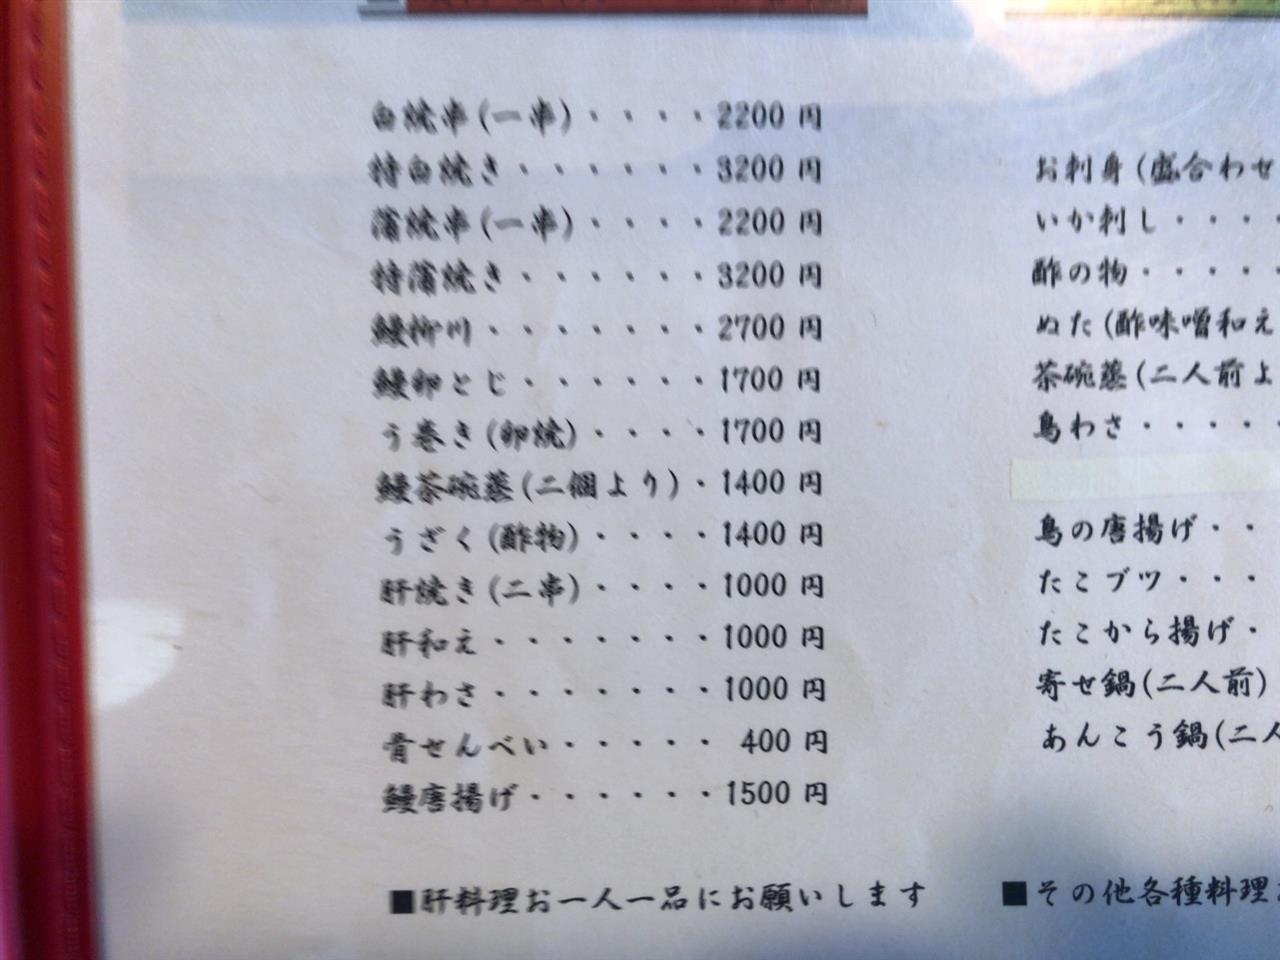 白焼串(一串)・・・・2200円
特白焼き・・・・・・3200円
蒲焼串(一串)・・・・2200円
特蒲焼き・・・・・・3200円
鰻柳川・・・・・・・2700円
鰻卵とじ・・・・・・1700円
う巻き(卵焼)・・・・1700円
鰻茶碗蒸(二個より)・1400円
うざく(酢物)・・・・1400円
肝焼き(二串)・・・・1000円
肝和え・・・・・・・1000円
肝わさ・・・・・・・1000円
骨せんべい・・・・・400円
鰻唐揚げ・・・・・・1500円
■肝料理お一人一品にお願いします
お刺身(盛合わせ
いか刺し・・・・
酢の物・・・・・
ぬた(酢味噌和え
茶碗蒸(二人前よ
鳥わさ・・・・・
鳥の唐揚げ・・
たこブツ・・・
たこから揚げ・
寄せ鍋(二人前)
あんこう鍋(二人
■その他各種料理